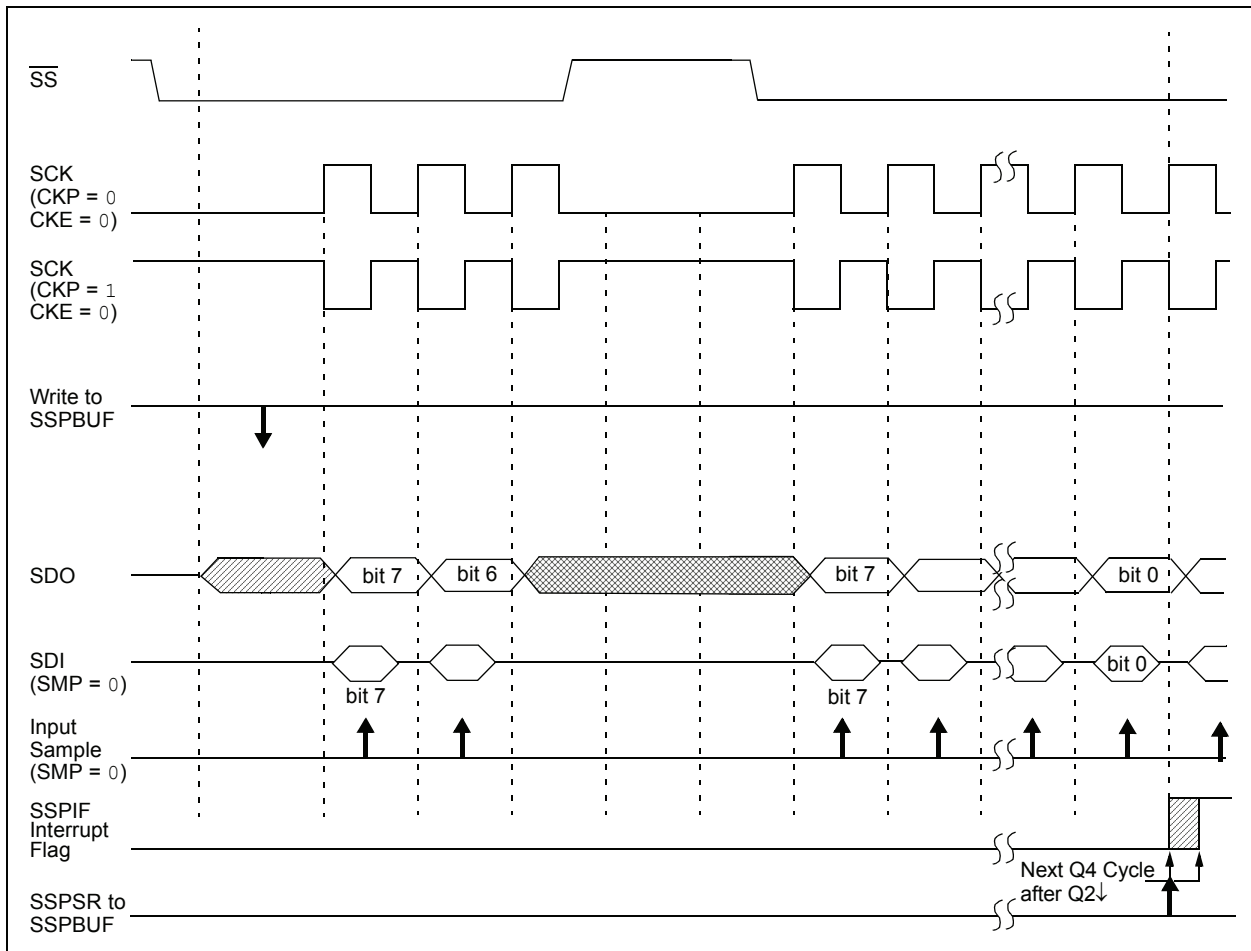 SS
SCK
(CKP = 0
CKE = 0)
SCK
(CKP = 1
CKE = 0)
Write to
SSPBUF
SDO
bit 7
bit 6
bit 7
bit 0
SDI
(SMP = 0)
bit 0
bit 7
bit 7
Input
Sample
(SMP = 0)
SSPIF
Interrupt
Flag
Next Q4 Cycle
after Q2↓
SSPSR to
SSPBUF